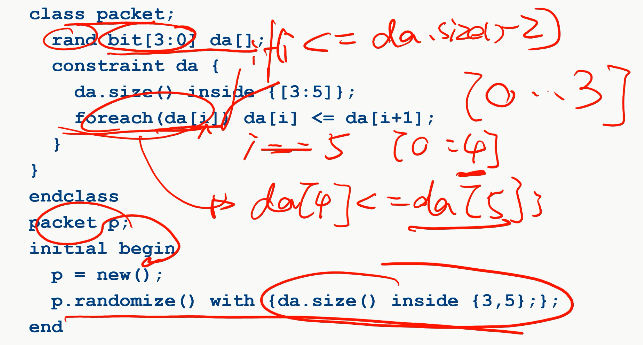 class packet;
rand bit[3:0] da[]; if(i <= da.size()-2)
constraint da {
da.size() inside {[3:5]}; [0 ... 3]
foreach(da[i]) da[i] <= da[i+1];
} i == 5 [0:4]
} da[4]<=da[5];
endclass
packet p;
initial begin
p = new();
p.randomize() with {da.size() inside {3,5};};
end